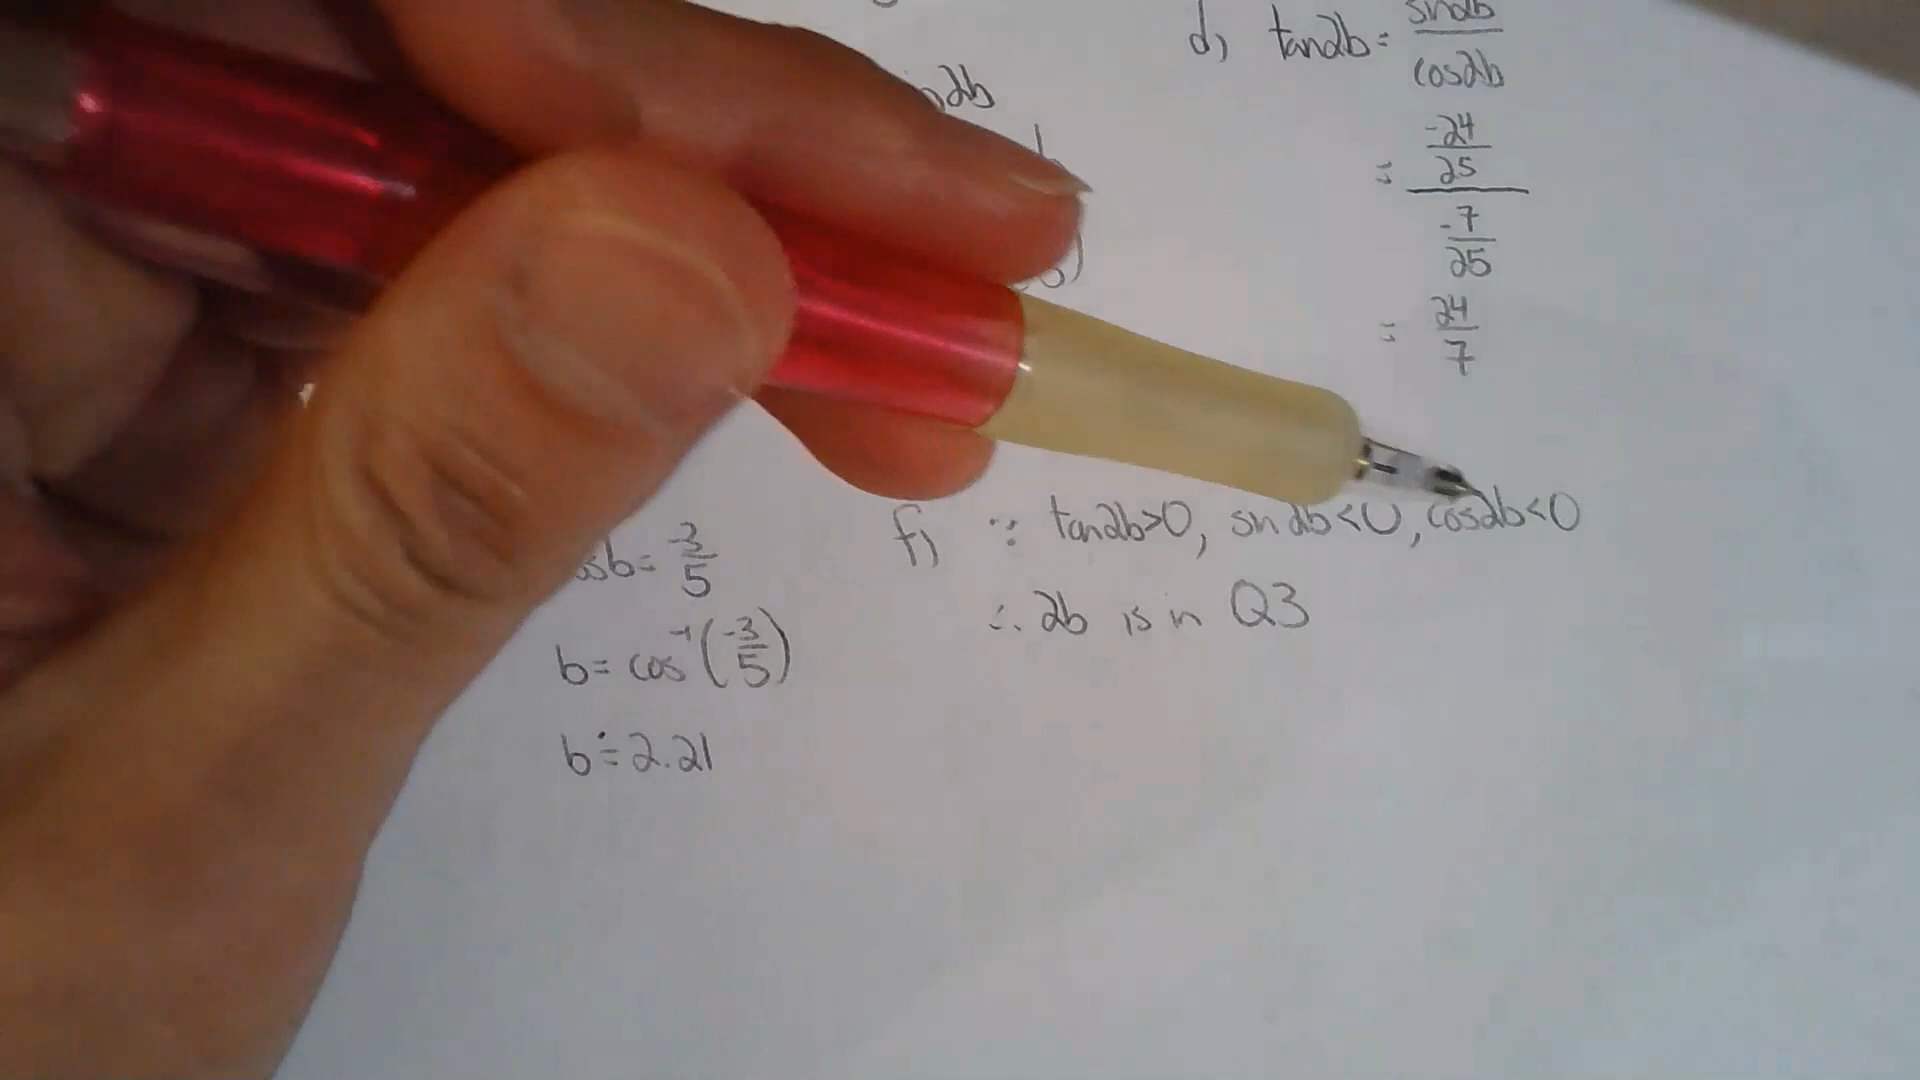 d) tan2b = sin2b / cos2b
= -24/25 / -7/25
= 24/7
2b
b)
b = -3/5
b = cos⁻¹(-3/5)
b ≐ 2.21
f) ∵ tan2b>0, sin2b<0, cos2b<0
∴ 2b is in Q3